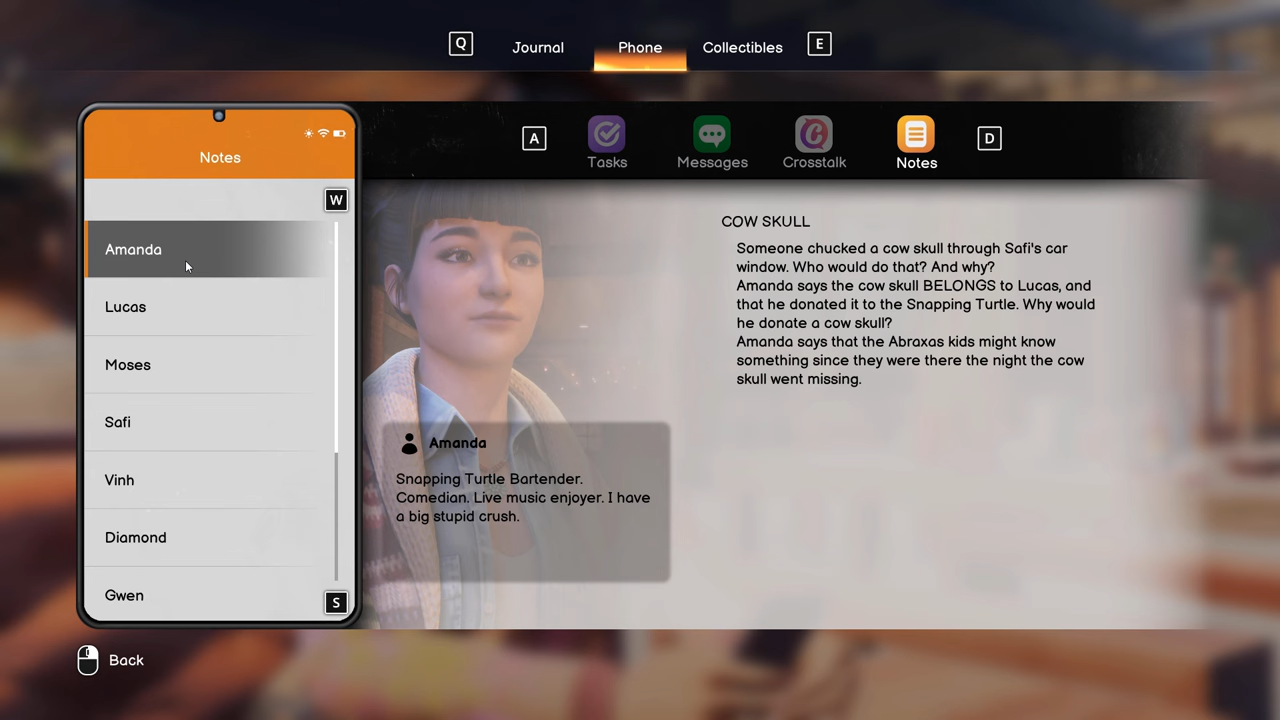 Q
Journal
Phone
Collectibles
E
Notes
A
Tasks
Messages
Crosstalk
Notes
D
W
Amanda
Lucas
Moses
Safi
Vinh
Diamond
Gwen
S
COW SKULL
Someone chucked a cow skull through Safi's car
window. Who would do that? And why?
Amanda says the cow skull BELONGS to Lucas, and
that he donated it to the Snapping Turtle. Why would
he donate a cow skull?
Amanda says that the Abraxas kids might know
something since they were there the night the cow
skull went missing.
Amanda
Snapping Turtle Bartender.
Comedian. Live music enjoyer. I have
a big stupid crush.
Back